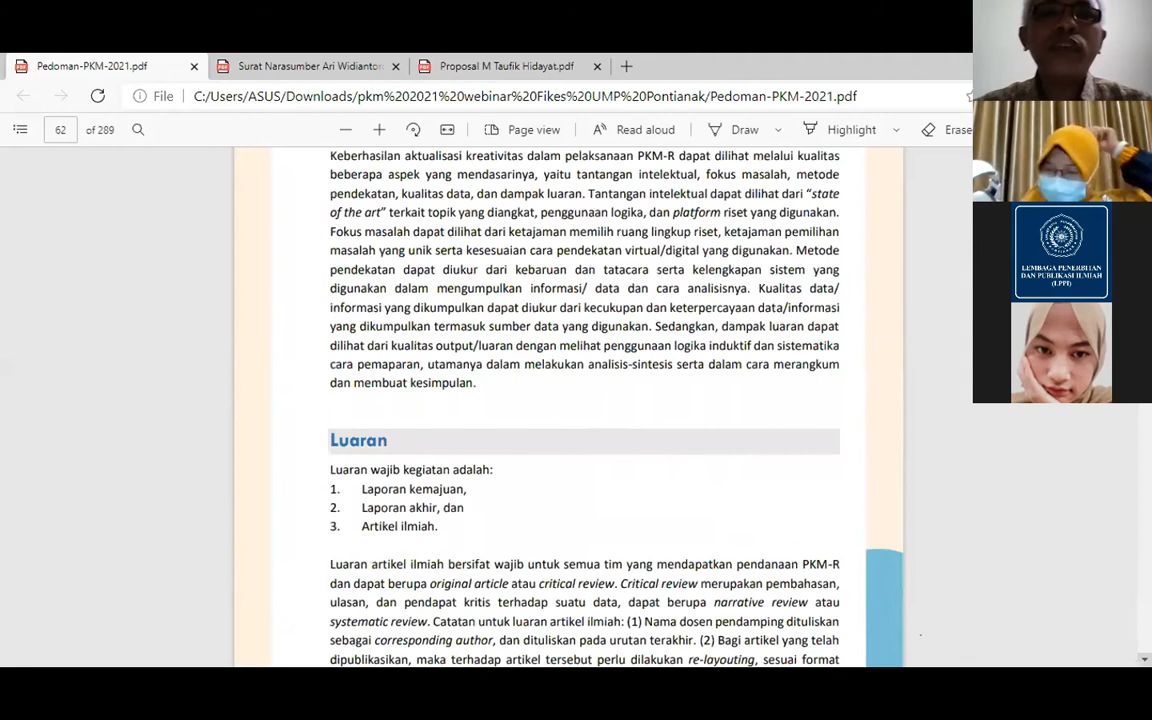 Pedoman-PKM-2021.pdf
Surat Narasumber Ari Widiantor
Proposal M Taufik Hidayat.pdf
File
C:/Users/ASUS/Downloads/pkm%202021%20webinar%20Fikes%20UMP%20Pontianak/Pedoman-PKM-2021.pdf
62 of 289
Page view
Read aloud
Draw
Highlight
Erase
Keberhasilan aktualisasi kreativitas dalam pelaksanaan PKM-R dapat dilihat melalui kualitas
beberapa aspek yang mendasarinya, yaitu tantangan intelektual, fokus masalah, metode
pendekatan, kualitas data, dan dampak luaran. Tantangan intelektual dapat dilihat dari “state
of the art” terkait topik yang diangkat, penggunaan logika, dan platform riset yang digunakan.
Fokus masalah dapat dilihat dari ketajaman memilih ruang lingkup riset, ketajaman pemilihan
masalah yang unik serta kesesuaian cara pendekatan virtual/digital yang digunakan. Metode
pendekatan dapat diukur dari kebaruan dan tatacara serta kelengkapan sistem yang
digunakan dalam mengumpulkan informasi/ data dan cara analisisnya. Kualitas data/
informasi yang dikumpulkan dapat diukur dari kecukupan dan keterpercayaan data/informasi
yang dikumpulkan termasuk sumber data yang digunakan. Sedangkan, dampak luaran dapat
dilihat dari kualitas output/luaran dengan melihat penggunaan logika induktif dan sistematika
cara pemaparan, utamanya dalam melakukan analisis-sintesis serta dalam cara merangkum
dan membuat kesimpulan.
Luaran
Luaran wajib kegiatan adalah:
1. Laporan kemajuan,
2. Laporan akhir, dan
3. Artikel ilmiah.
Luaran artikel ilmiah bersifat wajib untuk semua tim yang mendapatkan pendanaan PKM-R
dan dapat berupa original article atau critical review. Critical review merupakan pembahasan,
ulasan, dan pendapat kritis terhadap suatu data, dapat berupa narrative review atau
systematic review. Catatan untuk luaran artikel ilmiah: (1) Nama dosen pendamping dituliskan
sebagai corresponding author, dan dituliskan pada urutan terakhir. (2) Bagi artikel yang telah
dipublikasikan, maka terhadap artikel tersebut perlu dilakukan re-layouting, sesuai format
LEMBAGA PENERBITAN
DAN PUBLIKASI ILMIAH
(LPPI)